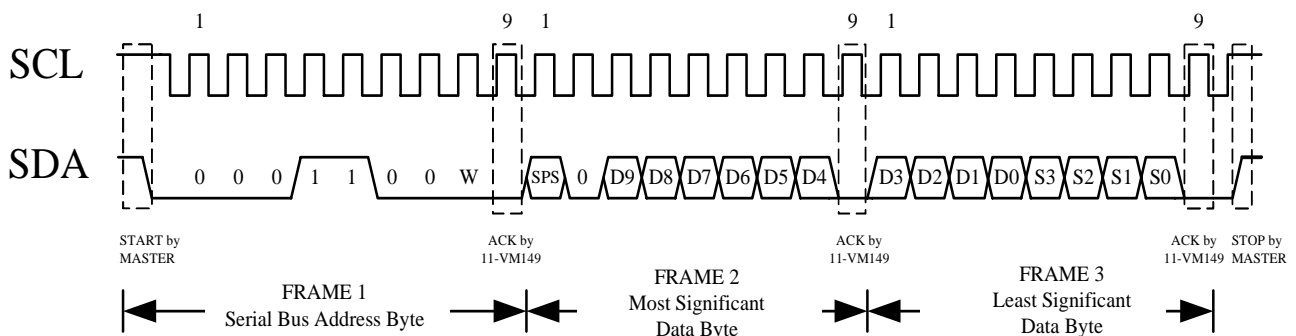 1 9 1 9 1 9
SCL
SDA
0 0 0 1 1 0 0 W SPS 0 D9 D8 D7 D6 D5 D4 D3 D2 D1 D0 S3 S2 S1 S0
START by
MASTER
ACK by
11-VM149
ACK by
11-VM149
ACK by
11-VM149
STOP by
MASTER
FRAME 1
Serial Bus Address Byte
FRAME 2
Most Significant
Data Byte
FRAME 3
Least Significant
Data Byte